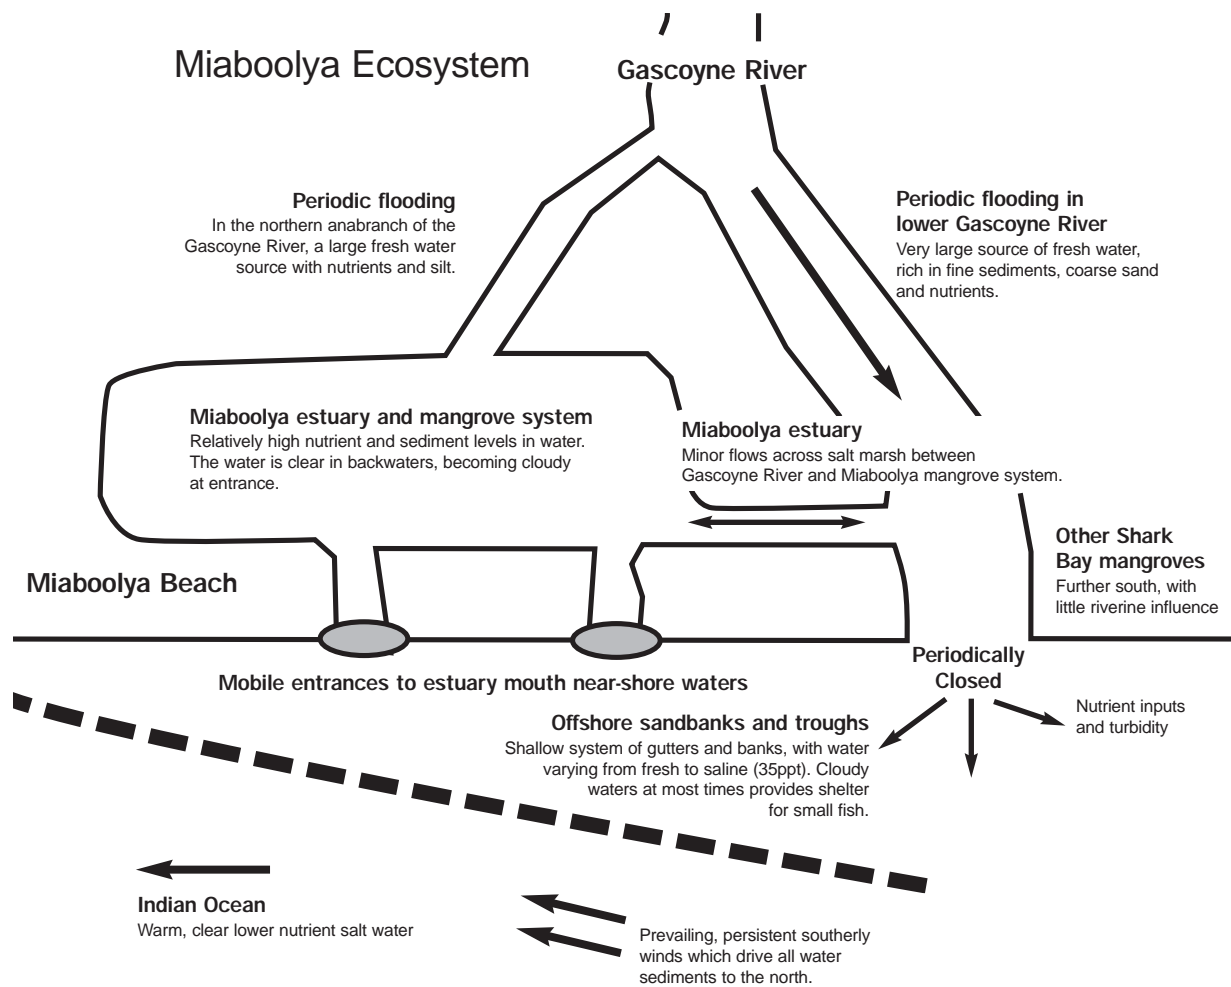 Miaboolya Ecosystem
Gascoyne River
Periodic flooding
In the northern anabranch of the
Gascoyne River, a large fresh water
source with nutrients and silt.
Periodic flooding in
lower Gascoyne River
Very large source of fresh water,
rich in fine sediments, coarse sand
and nutrients.
Miaboolya estuary and mangrove system
Relatively high nutrient and sediment levels in water.
The water is clear in backwaters, becoming cloudy
at entrance.
Miaboolya estuary
Minor flows across salt marsh between
Gascoyne River and Miaboolya mangrove system.
Other Shark
Bay mangroves
Further south, with
little riverine influence
Miaboolya Beach
Mobile entrances to estuary mouth near-shore waters
Periodically
Closed
Nutrient inputs
and turbidity
Offshore sandbanks and troughs
Shallow system of gutters and banks, with water
varying from fresh to saline (35ppt). Cloudy
waters at most times provides shelter
for small fish.
Indian Ocean
Warm, clear lower nutrient salt water
Prevailing, persistent southerly
winds which drive all water
sediments to the north.